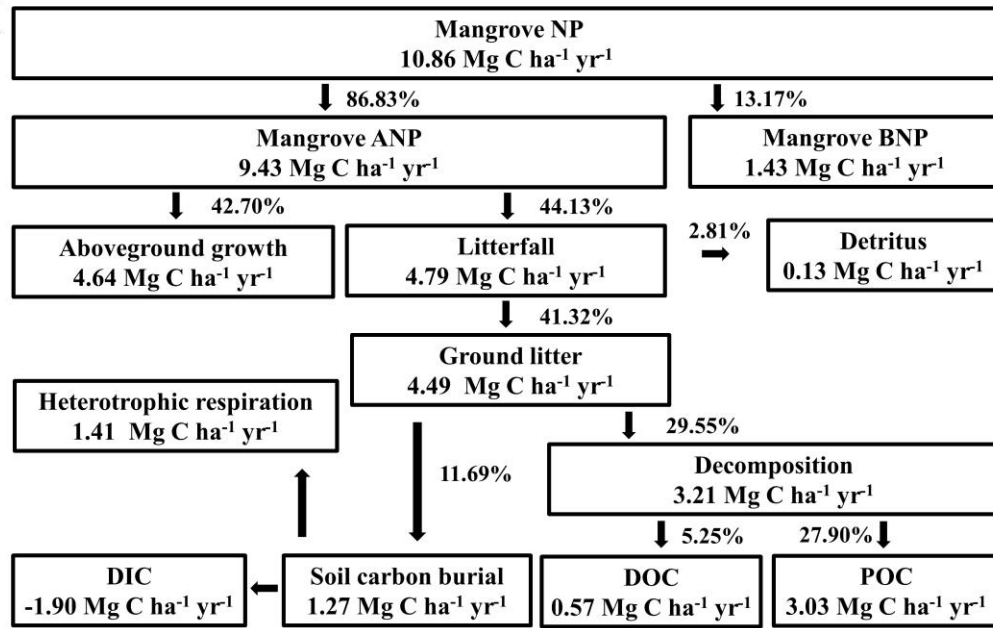 Mangrove NP
10.86 Mg C ha⁻¹ yr⁻¹
86.83%
13.17%
Mangrove ANP
9.43 Mg C ha⁻¹ yr⁻¹
Mangrove BNP
1.43 Mg C ha⁻¹ yr⁻¹
42.70%
44.13%
Aboveground growth
4.64 Mg C ha⁻¹ yr⁻¹
Litterfall
4.79 Mg C ha⁻¹ yr⁻¹
2.81%
Detritus
0.13 Mg C ha⁻¹ yr⁻¹
41.32%
Ground litter
4.49 Mg C ha⁻¹ yr⁻¹
Heterotrophic respiration
1.41 Mg C ha⁻¹ yr⁻¹
11.69%
29.55%
Decomposition
3.21 Mg C ha⁻¹ yr⁻¹
5.25%
27.90%
DIC
-1.90 Mg C ha⁻¹ yr⁻¹
Soil carbon burial
1.27 Mg C ha⁻¹ yr⁻¹
DOC
0.57 Mg C ha⁻¹ yr⁻¹
POC
3.03 Mg C ha⁻¹ yr⁻¹